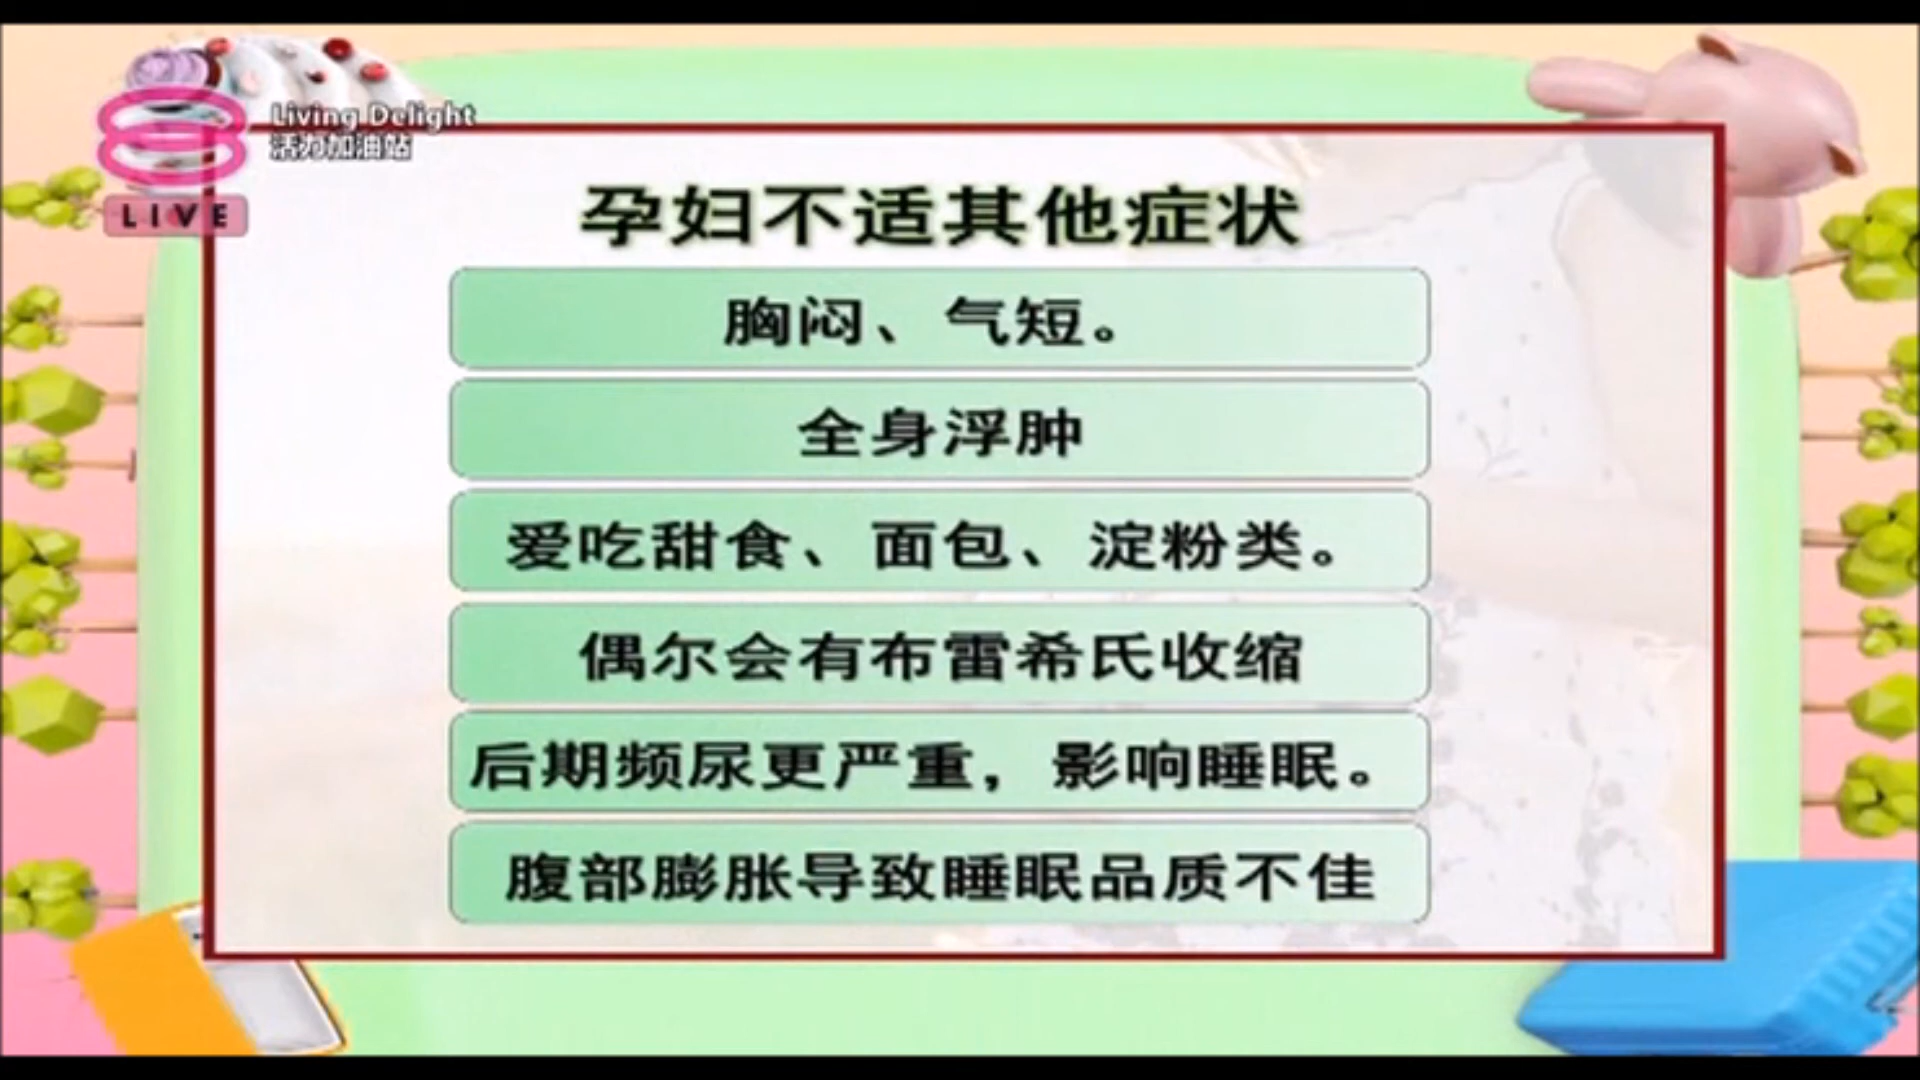 Living Delight
活力加油站
LIVE
孕妇不适其他症状
胸闷、气短。
全身浮肿
爱吃甜食、面包、淀粉类。
偶尔会有布雷希氏收缩
后期频尿更严重，影响睡眠。
腹部膨胀导致睡眠品质不佳